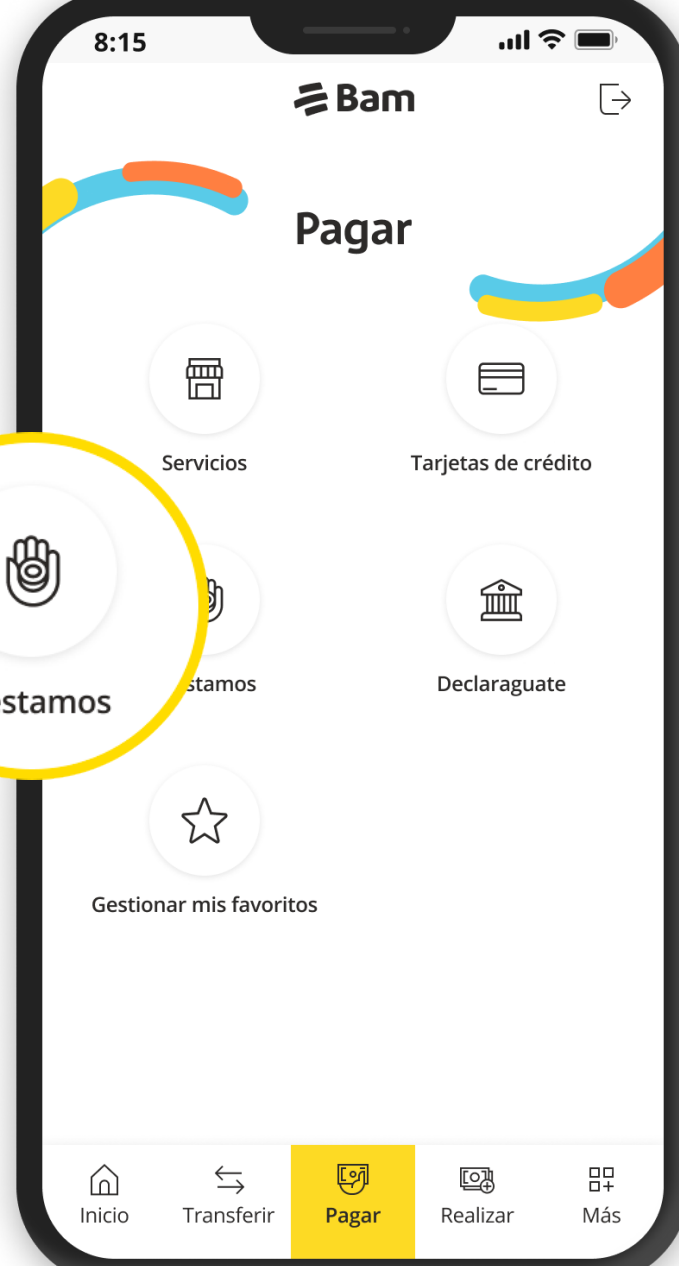 8:15
Bam
Pagar
Servicios
Tarjetas de crédito
stamos
Declaraguate
stamos
Gestionar mis favoritos
Inicio
Transferir
Pagar
Realizar
Más